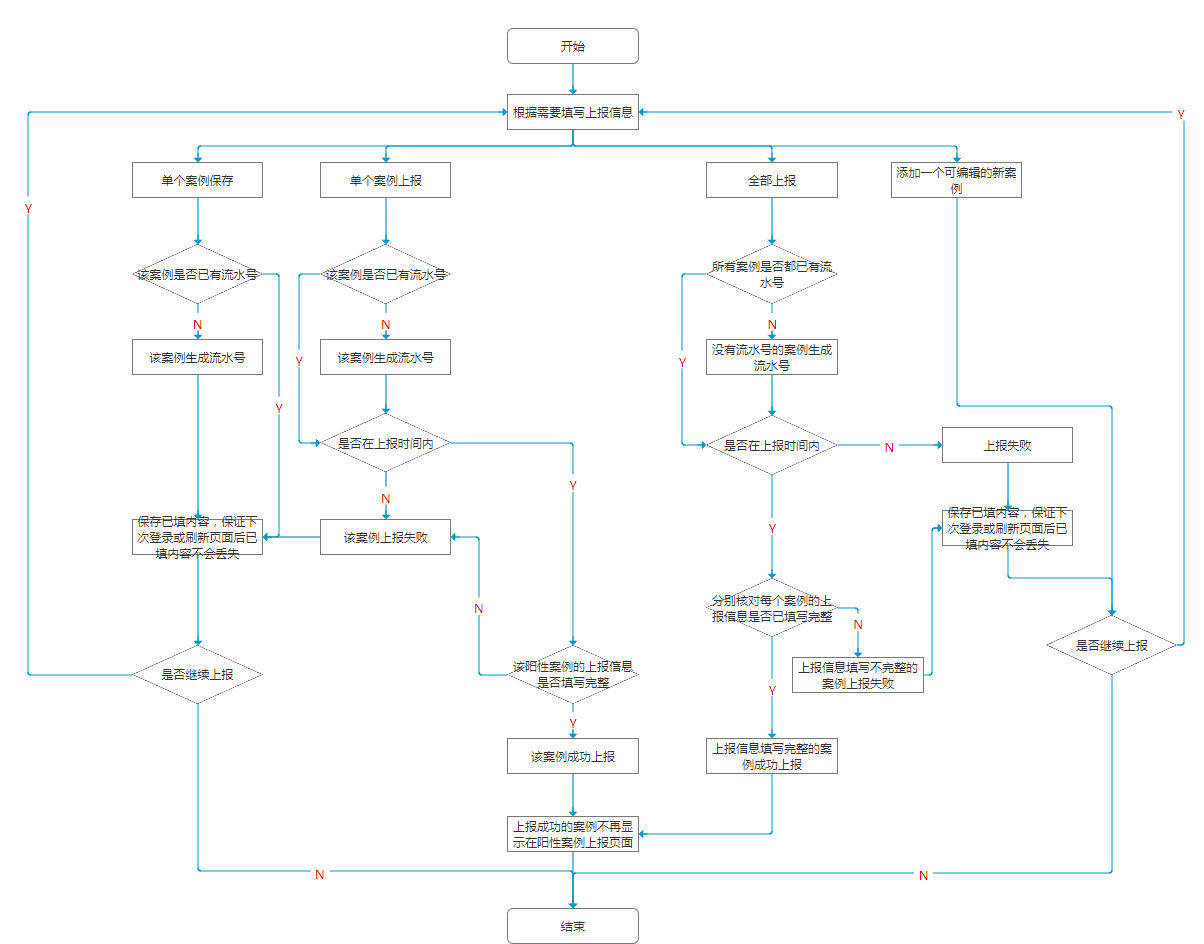 开始
根据需要填写上报信息
Y
单个案例保存
单个案例上报
全部上报
添加一个可编辑的新案
例
Y
该案例是否已有流水号
该案例是否已有流水号
所有案例是否都已有流
水号
N
N
N
该案例生成流水号
该案例生成流水号
没有流水号的案例生成
流水号
Y
Y
Y
是否在上报时间内
是否在上报时间内
N
上报失败
Y
N
保存已填内容，保证下
次登录或刷新页面后已
填内容不会丢失
该案例上报失败
Y
保存已填内容，保证下
次登录或刷新页面后已
填内容不会丢失
N
分别核对每个案例的上
报信息是否已填写完整
N
是否继续上报
是否继续上报
该阳性案例的上报信息
是否填写完整
上报信息填写不完整的
案例上报失败
Y
Y
该案例成功上报
上报信息填写完整的案
例成功上报
上报成功的案例不再显
示在阳性案例上报页面
N
N
结束